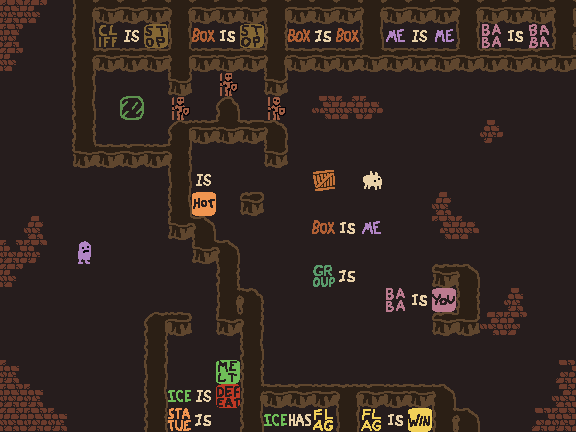 CLIFF IS STOP BOX IS STOP BOX IS BOX ME IS ME BABA IS BABA
IS
HOT
BOX IS ME
GROUP IS
BABA IS YOU
MELT
ICE IS DEFEAT
STATUE IS ICE HAS FLAG FLAG IS WIN